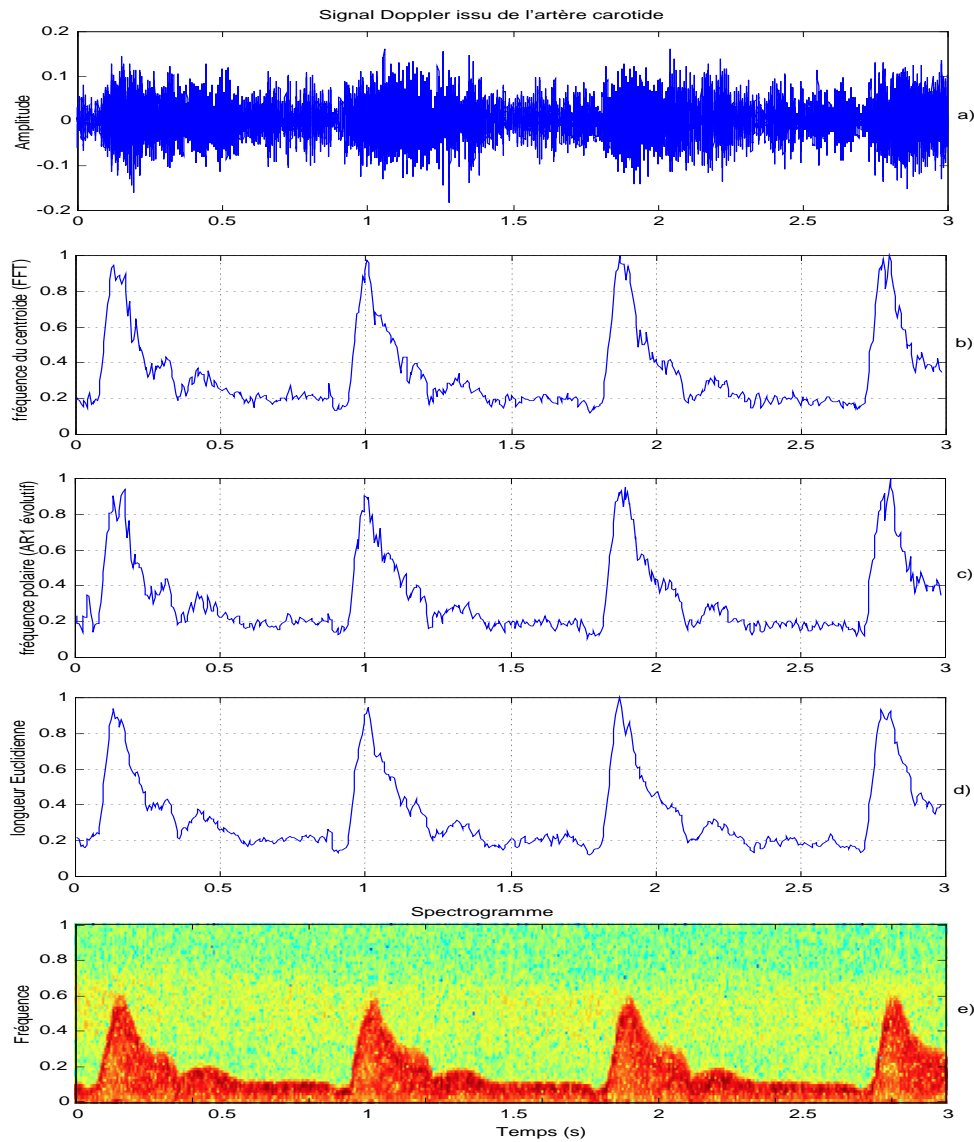 Signal Doppler issu de l'artère carotide
0.2
0.1
0
-0.1
-0.2
Amplitude
a)
0 0.5 1 1.5 2 2.5 3
1
0.8
0.6
0.4
0.2
0
fréquence du centroide (FFT)
b)
0 0.5 1 1.5 2 2.5 3
1
0.8
0.6
0.4
0.2
0
fréquence polaire (AR1 évolutif)
c)
0 0.5 1 1.5 2 2.5 3
1
0.8
0.6
0.4
0.2
0
longueur Euclidienne
d)
0 0.5 1 1.5 2 2.5 3
Spectrogramme
1
0.8
0.6
0.4
0.2
0
Fréquence
e)
0 0.5 1 1.5 2 2.5 3
Temps (s)